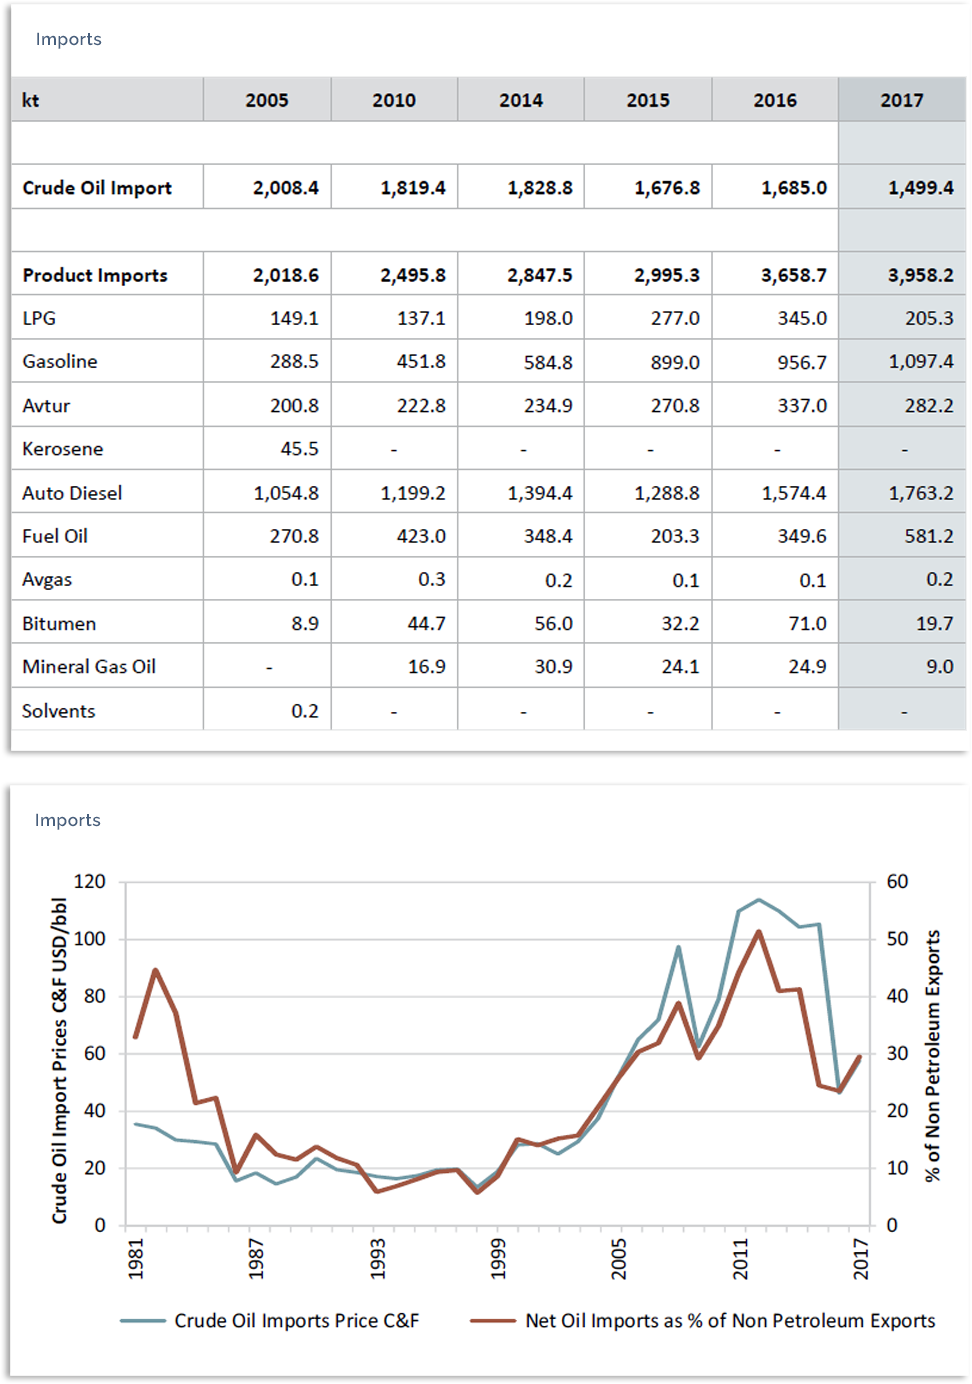 Imports
kt 2005 2010 2014 2015 2016 2017
Crude Oil Import 2,008.4 1,819.4 1,828.8 1,676.8 1,685.0 1,499.4
Product Imports 2,018.6 2,495.8 2,847.5 2,995.3 3,658.7 3,958.2
LPG 149.1 137.1 198.0 277.0 345.0 205.3
Gasoline 288.5 451.8 584.8 899.0 956.7 1,097.4
Avtur 200.8 222.8 234.9 270.8 337.0 282.2
Kerosene 45.5 - - - - -
Auto Diesel 1,054.8 1,199.2 1,394.4 1,288.8 1,574.4 1,763.2
Fuel Oil 270.8 423.0 348.4 203.3 349.6 581.2
Avgas 0.1 0.3 0.2 0.1 0.1 0.2
Bitumen 8.9 44.7 56.0 32.2 71.0 19.7
Mineral Gas Oil - 16.9 30.9 24.1 24.9 9.0
Solvents 0.2 - - - - -
Imports
Crude Oil Import Prices C&F USD/bbl
120
100
80
60
40
20
0
60
50
40
30
20
10
0
% of Non Petroleum Exports
1981 1987 1993 1999 2005 2011 2017
Crude Oil Imports Price C&F
Net Oil Imports as % of Non Petroleum Exports